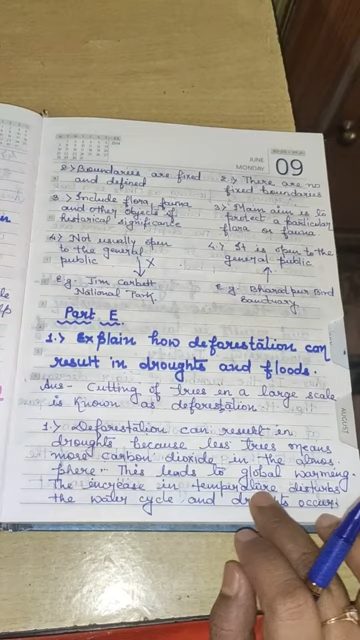 JUNE
MONDAY
09
2.> Boundaries are fixed and defined
2.> There are no fixed boundaries
3.> Include flora, fauna and other objects of historical significance
3.> Main aim is to protect a particular flora or fauna
4.> Not usually open to the general public
4.> It is open to the general public
E.g. Jim Corbett National Park.
E.g. Bharatpur Bird Sanctuary
Part E
1.> Explain how deforestation can
result in droughts and floods.
Ans - Cutting of trees in a large scale
is known as deforestation.
1.> Deforestation can result in
droughts because less trees means
more carbon dioxide in the atmos-
phere. This leads to global warming.
The increase in temperature disturbs
the water cycle and droughts occurs
AUGUST